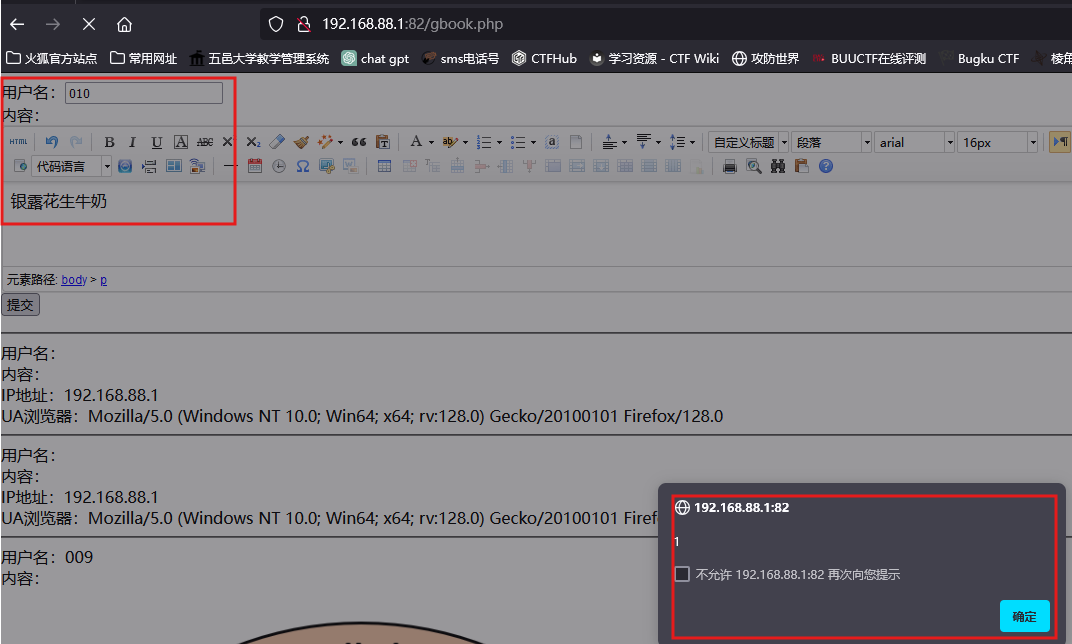 192.168.88.1:82/gbook.php
火狐官方站点 常用网址 五邑大学教学管理系统 chat gpt sms电话号 CTFHub 学习资源 - CTF Wiki 攻防世界 BUUCTF在线评测 Bugku CTF 棱角
用户名： 010
内容：
HTML B I U A ABC X X₂ A ab 自定义标题 段落 arial 16px
代码语言 Ω
银露花生牛奶
元素路径: body > p
提交
用户名：
内容：
IP地址：192.168.88.1
UA浏览器：Mozilla/5.0 (Windows NT 10.0; Win64; x64; rv:128.0) Gecko/20100101 Firefox/128.0
用户名：
内容：
IP地址：192.168.88.1
UA浏览器：Mozilla/5.0 (Windows NT 10.0; Win64; x64; rv:128.0) Gecko/20100101 Firef
用户名：009
内容：
192.168.88.1:82
1
不允许 192.168.88.1:82 再次向您提示
确定